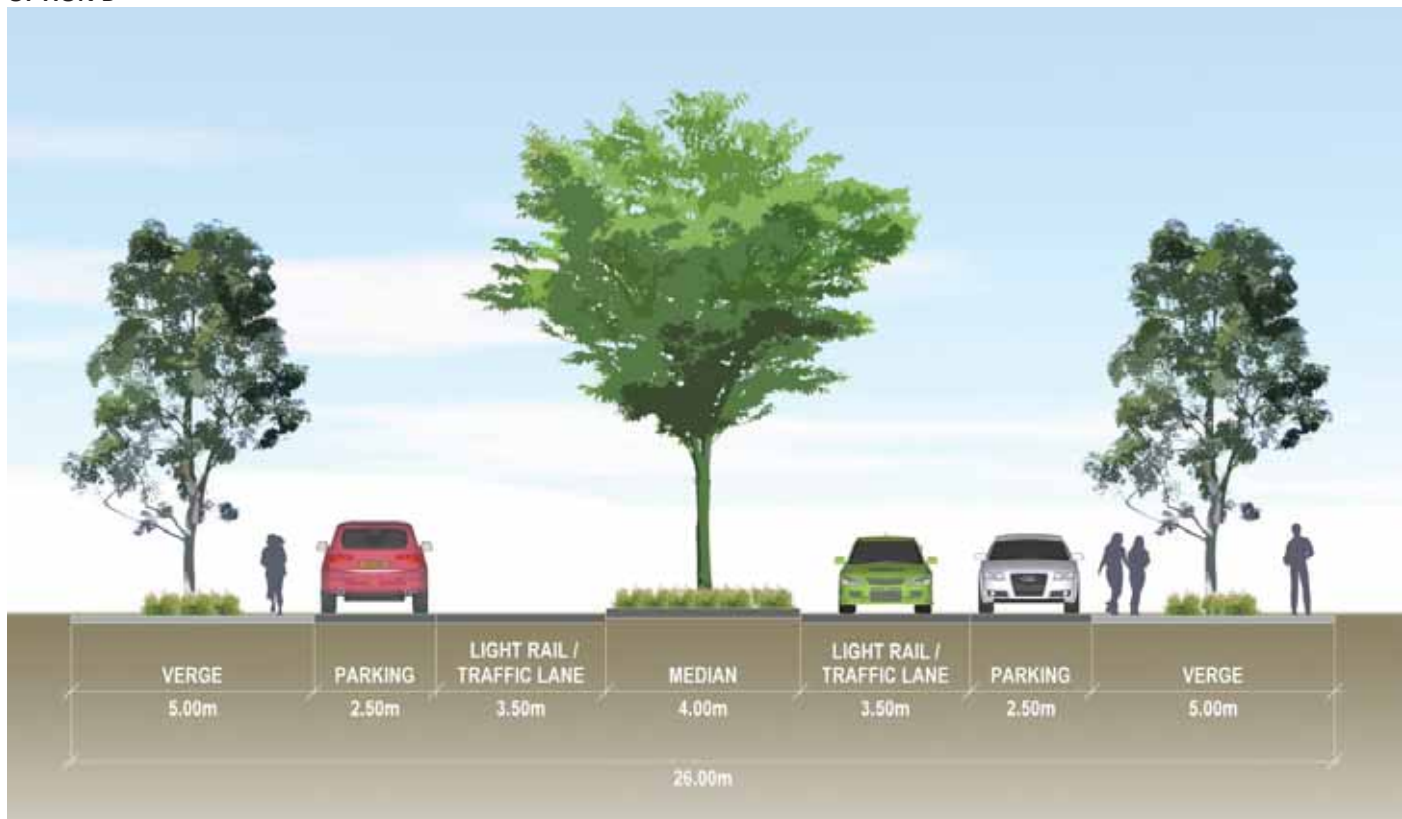 VERGE
5.00m
PARKING
2.50m
LIGHT RAIL /
TRAFFIC LANE
3.50m
MEDIAN
4.00m
LIGHT RAIL /
TRAFFIC LANE
3.50m
PARKING
2.50m
VERGE
5.00m
26.00m